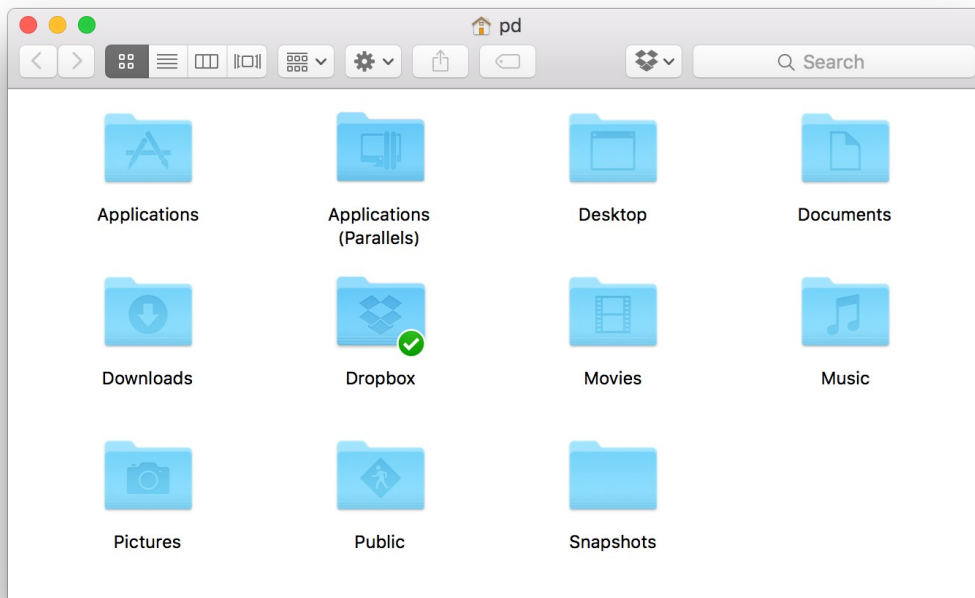 pd
Search
Applications
Applications
(Parallels)
Desktop
Documents
Downloads
Dropbox
Movies
Music
Pictures
Public
Snapshots